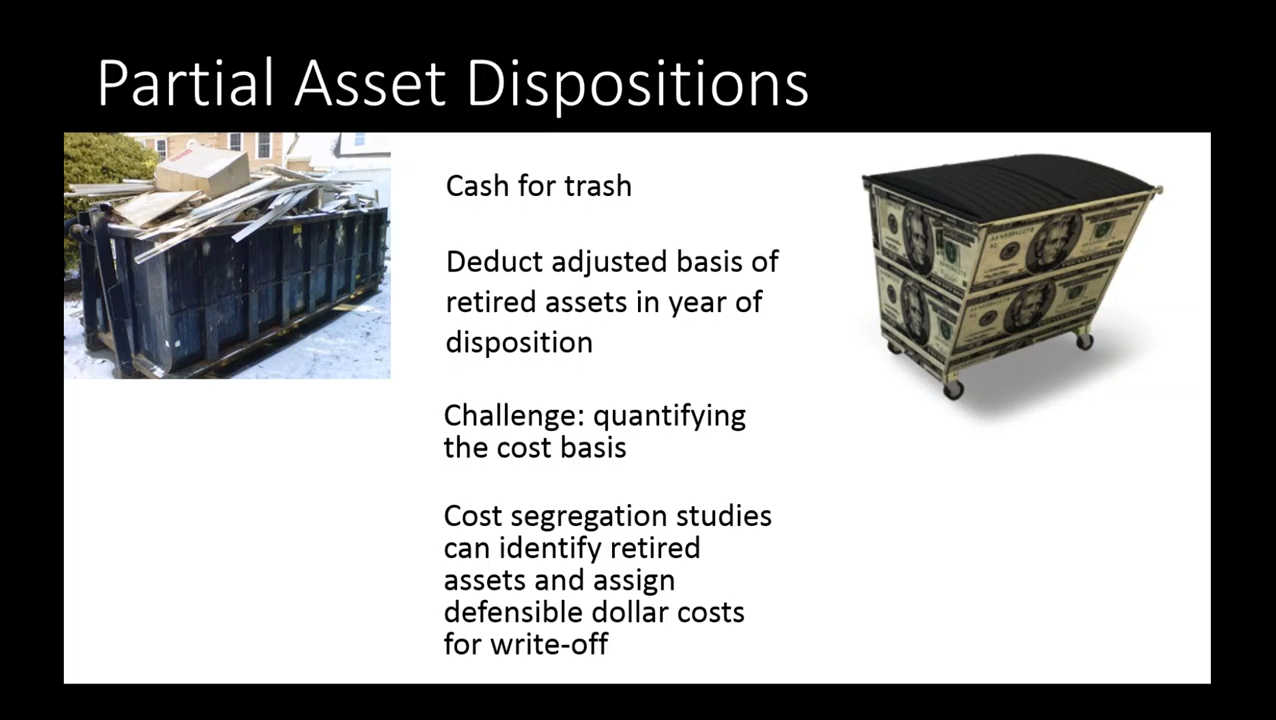 Partial Asset Dispositions
Cash for trash
Deduct adjusted basis of
retired assets in year of
disposition
Challenge: quantifying
the cost basis
Cost segregation studies
can identify retired
assets and assign
defensible dollar costs
for write-off